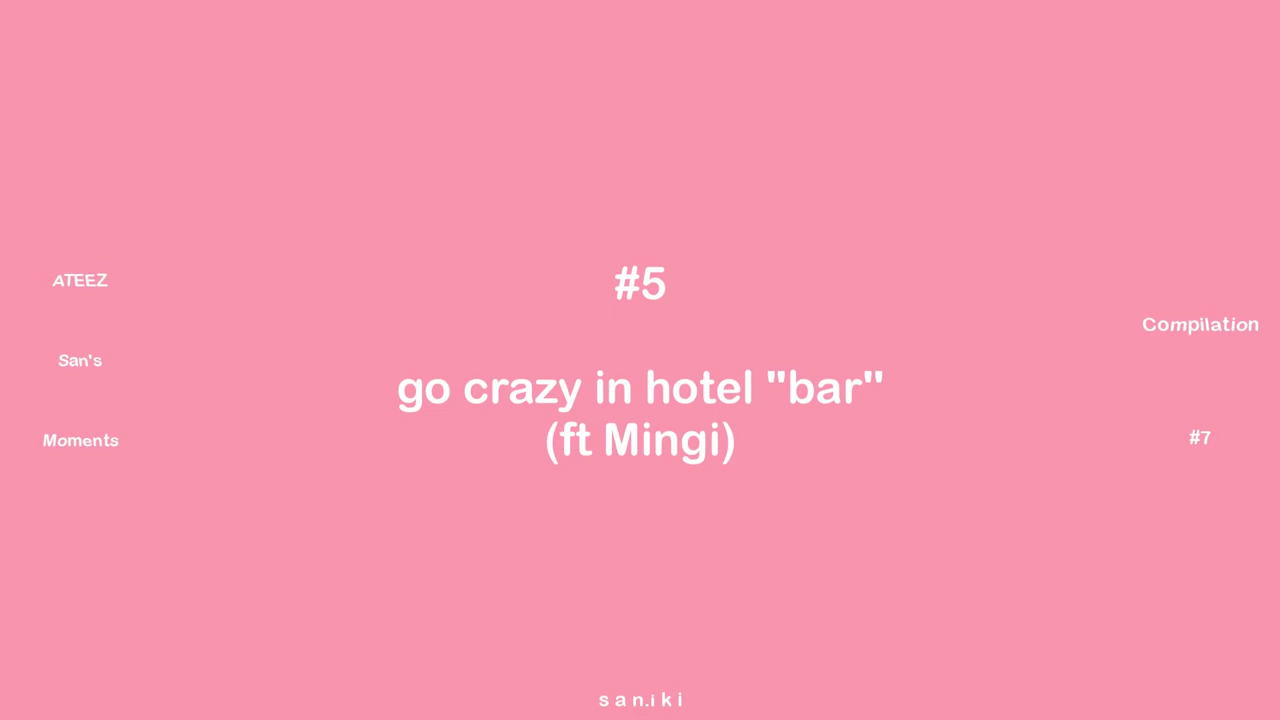 ATEEZ
San's
Moments
#5
go crazy in hotel "bar"
(ft Mingi)
Compilation
#7
s a n.i k i